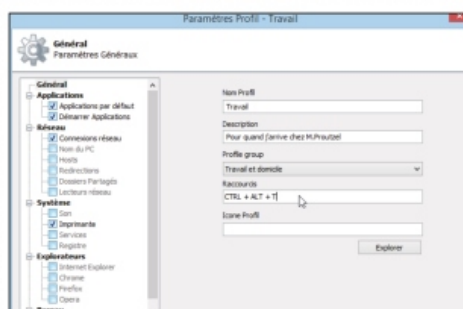 Paramètres Profil - Travail
Général
Paramètres Généraux
Général
Applications
Applications par défaut
Démarrer Applications
Réseau
Connexions réseau
Nom du PC
Hosts
Redirections
Dossiers Partagés
Lecteurs réseau
Système
Son
Imprimante
Services
Registre
Explorateurs
Internet Explorer
Chrome
Firefox
Opera
Nom Profil
Travail
Description
Pour quand j'arrive chez M.Proutzel
Profile group
Travail et domicile
Raccourcis
CTRL + ALT + T
Icone Profil
Explorer